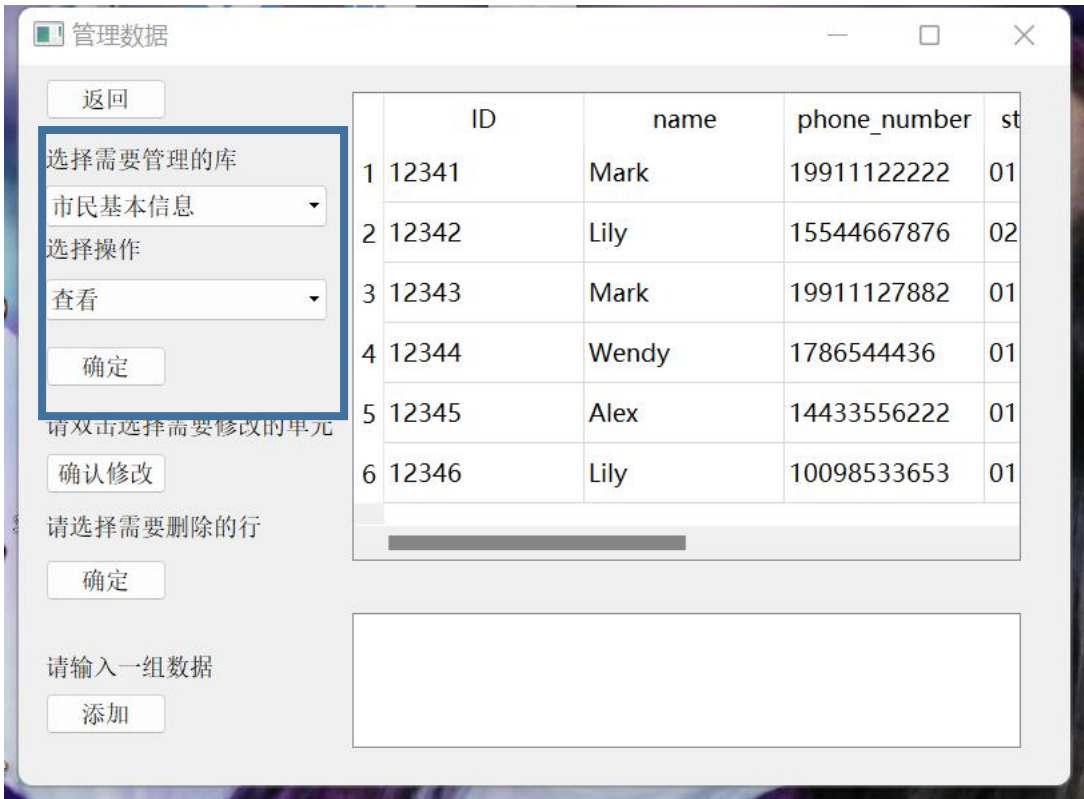 管理数据
返回
选择需要管理的库
市民基本信息
选择操作
查看
确定
请双击选择需要修改的单元
确认修改
请选择需要删除的行
确定
请输入一组数据
添加
ID name phone_number st
1 12341 Mark 19911122222 01
2 12342 Lily 15544667876 02
3 12343 Mark 19911127882 01
4 12344 Wendy 1786544436 01
5 12345 Alex 14433556222 01
6 12346 Lily 10098533653 01